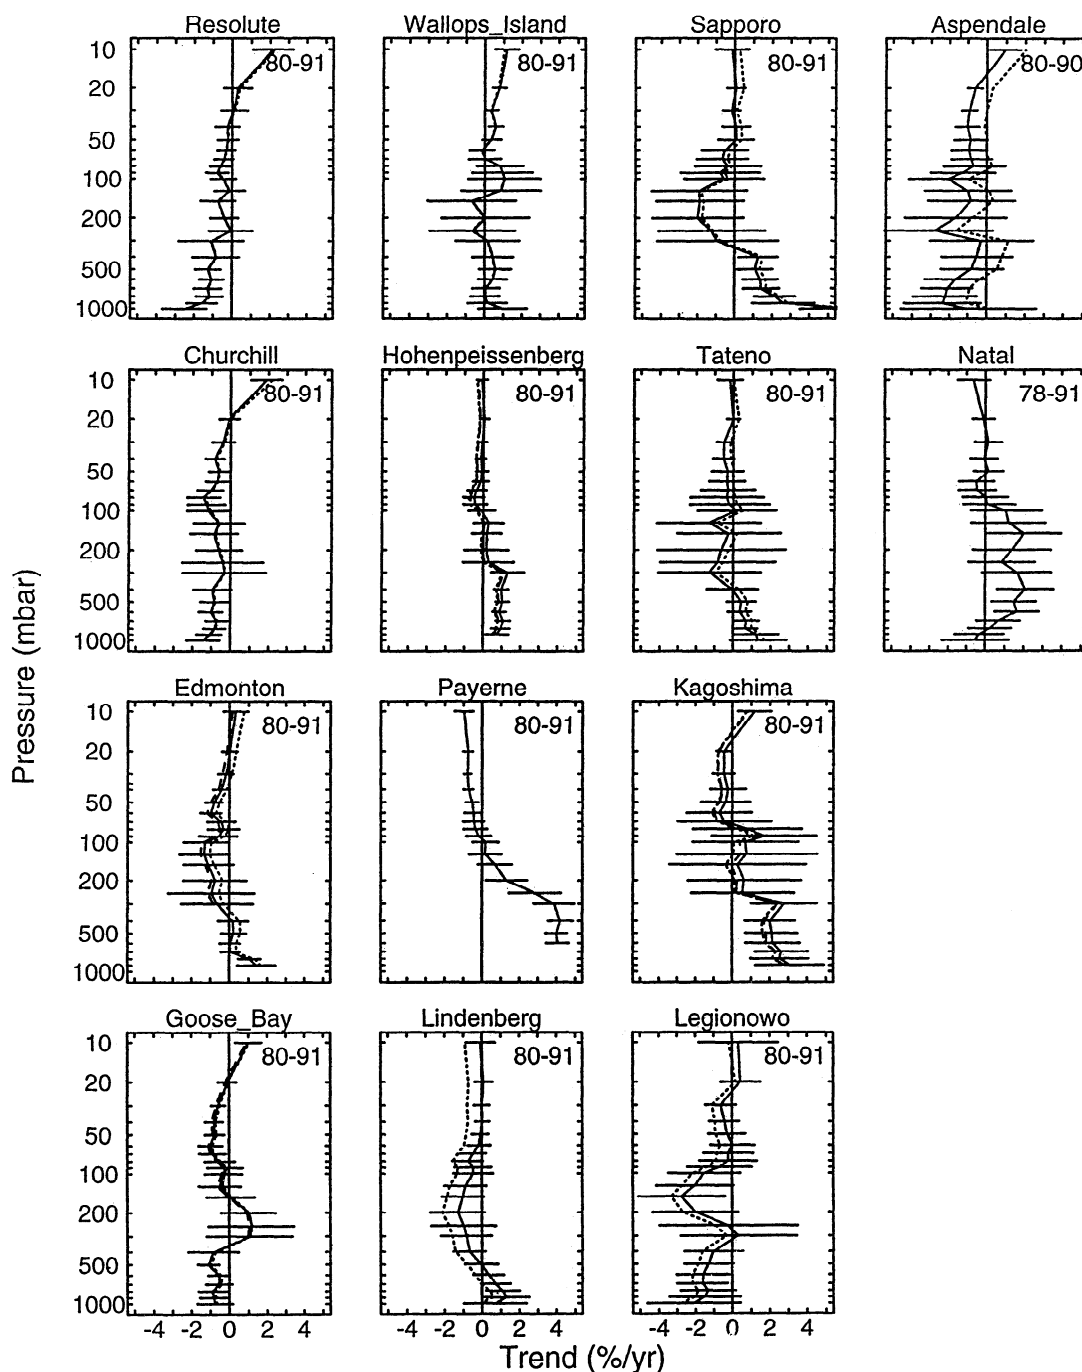 Resolute Wallops_Island Sapporo Aspendale
10 80-91 80-91 80-90
20
50
100
200
500
1000
Churchill Hohenpeissenberg Tateno Natal
10 80-91 80-91 80-91 78-91
20
50
100
200
500
1000
Pressure (mbar)
Edmonton Payerne Kagoshima
10 80-91 80-91 80-91
20
50
100
200
500
1000
Goose_Bay Lindenberg Legionowo
10 80-91 80-91 80-91
20
50
100
200
500
1000
-4 -2 0 2 4 -4 -2 0 2 4 -4 -2 0 2 4
Trend (%/yr)